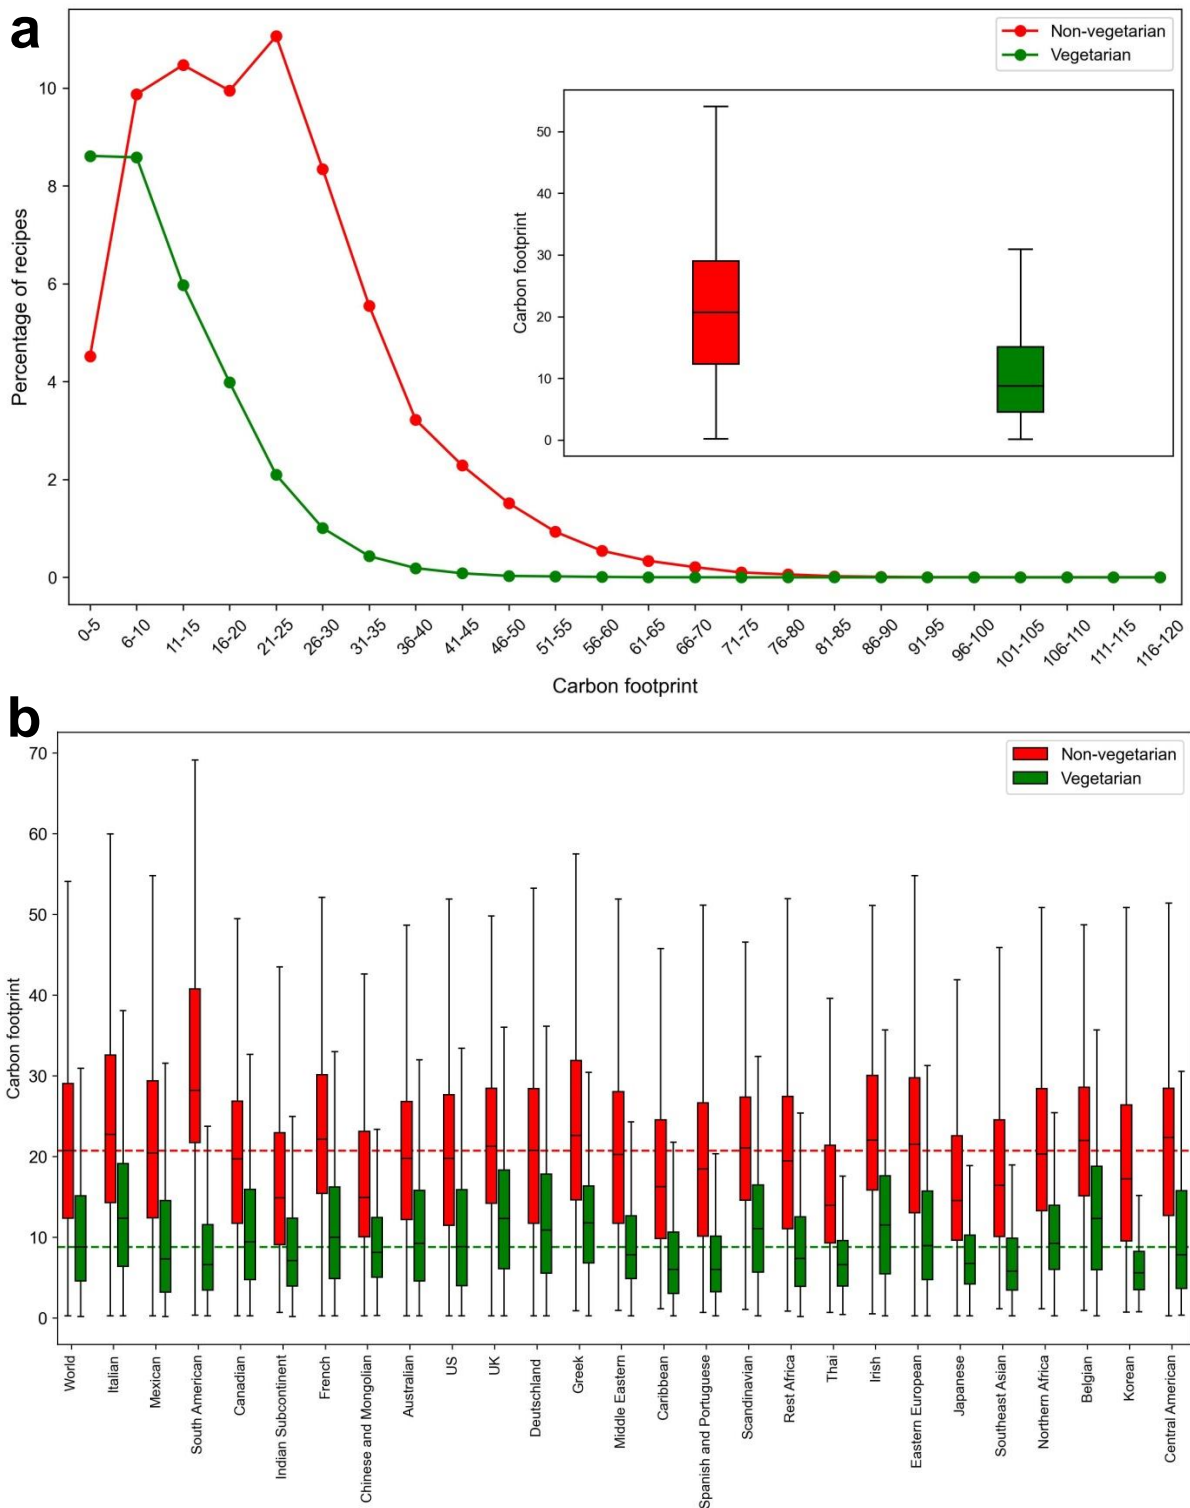 a
Non-vegetarian
Vegetarian
Percentage of recipes
10
8
6
4
2
0
Carbon footprint
50
40
30
20
10
0
0-5
6-10
11-15
16-20
21-25
26-30
31-35
36-40
41-45
46-50
51-55
56-60
61-65
66-70
71-75
76-80
81-85
86-90
91-95
96-100
101-105
106-110
111-115
116-120
Carbon footprint
b
Non-vegetarian
Vegetarian
Carbon footprint
70
60
50
40
30
20
10
0
World
Italian
Mexican
South American
Canadian
Indian Subcontinent
French
Chinese and Mongolian
Australian
US
UK
Deutschland
Greek
Middle Eastern
Caribbean
Spanish and Portuguese
Scandinavian
Rest Africa
Thai
Irish
Eastern European
Japanese
Southeast Asian
Northern Africa
Belgian
Korean
Central American